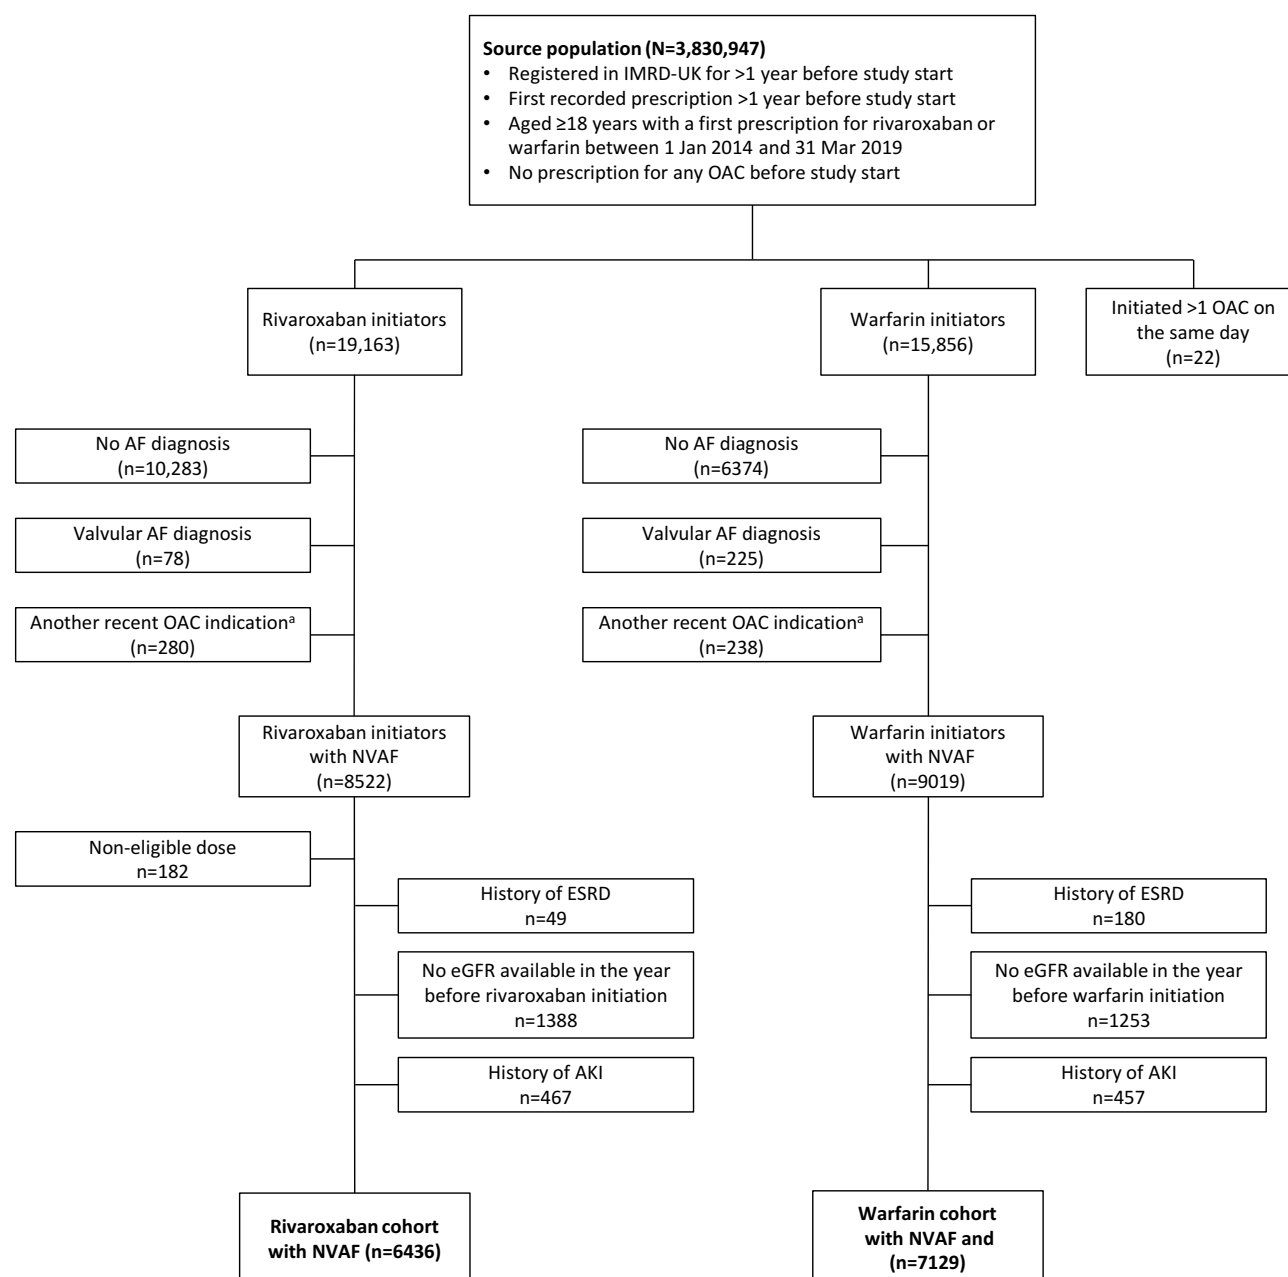 Source population (N=3,830,947)
• Registered in IMRD-UK for >1 year before study start
• First recorded prescription >1 year before study start
• Aged ≥18 years with a first prescription for rivaroxaban or
warfarin between 1 Jan 2014 and 31 Mar 2019
• No prescription for any OAC before study start
Rivaroxaban initiators
(n=19,163)
Warfarin initiators
(n=15,856)
Initiated >1 OAC on
the same day
(n=22)
No AF diagnosis
(n=10,283)
No AF diagnosis
(n=6374)
Valvular AF diagnosis
(n=78)
Valvular AF diagnosis
(n=225)
Another recent OAC indicationᵃ
(n=280)
Another recent OAC indicationᵃ
(n=238)
Rivaroxaban initiators
with NVAF
(n=8522)
Warfarin initiators
with NVAF
(n=9019)
Non-eligible dose
n=182
History of ESRD
n=49
History of ESRD
n=180
No eGFR available in the year
before rivaroxaban initiation
n=1388
No eGFR available in the year
before warfarin initiation
n=1253
History of AKI
n=467
History of AKI
n=457
Rivaroxaban cohort
with NVAF (n=6436)
Warfarin cohort
with NVAF and
(n=7129)